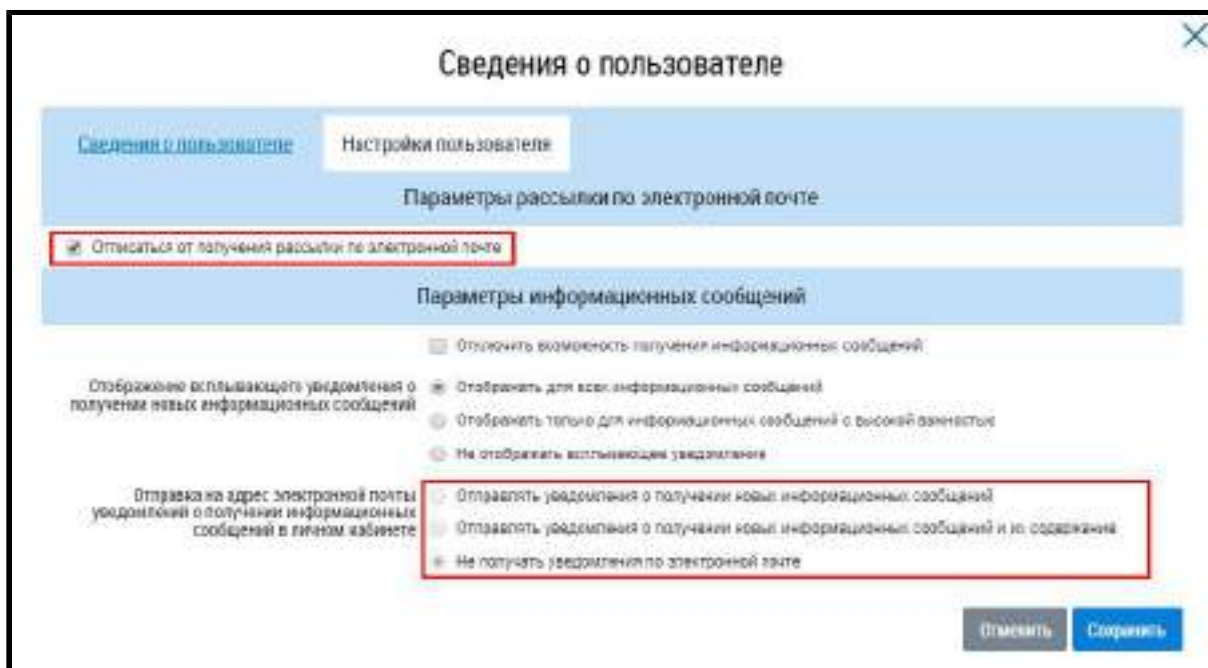 Сведения о пользователе
Сведения о пользователе
Настройки пользователя
Параметры рассылки по электронной почте
Отписаться от получения рассылки по электронной почте
Параметры информационных сообщений
Отключить возможность получения информационных сообщений
Отображение всплывающего уведомления о
получении новых информационных сообщений
Отображать для всех информационных сообщений
Отображать только для информационных сообщений с высокой важностью
Не отображать всплывающее уведомление
Отправка на адрес электронной почты
уведомлений о получении информационных
сообщений в личном кабинете
Отправлять уведомления о получении новых информационных сообщений
Отправлять уведомления о получении новых информационных сообщений и их содержание
Не получать уведомления по электронной почте
Отменить
Сохранить